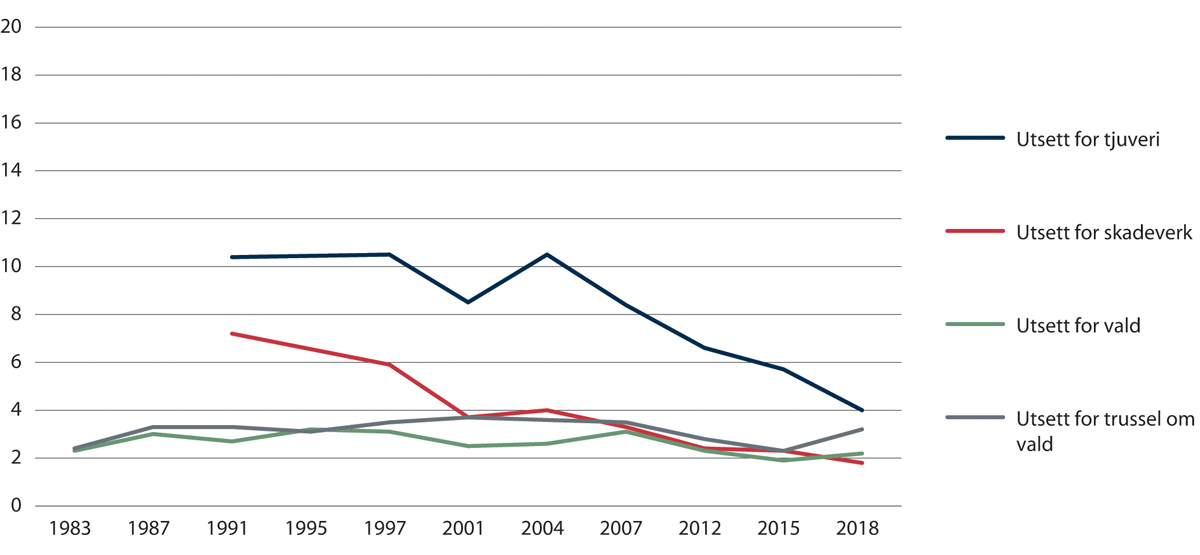 20
18
16
14
12
10
8
6
4
2
0
1983 1987 1991 1995 1997 2001 2004 2007 2012 2015 2018
Utsett for tjuveri
Utsett for skadeverk
Utsett for vald
Utsett for trussel om
vald